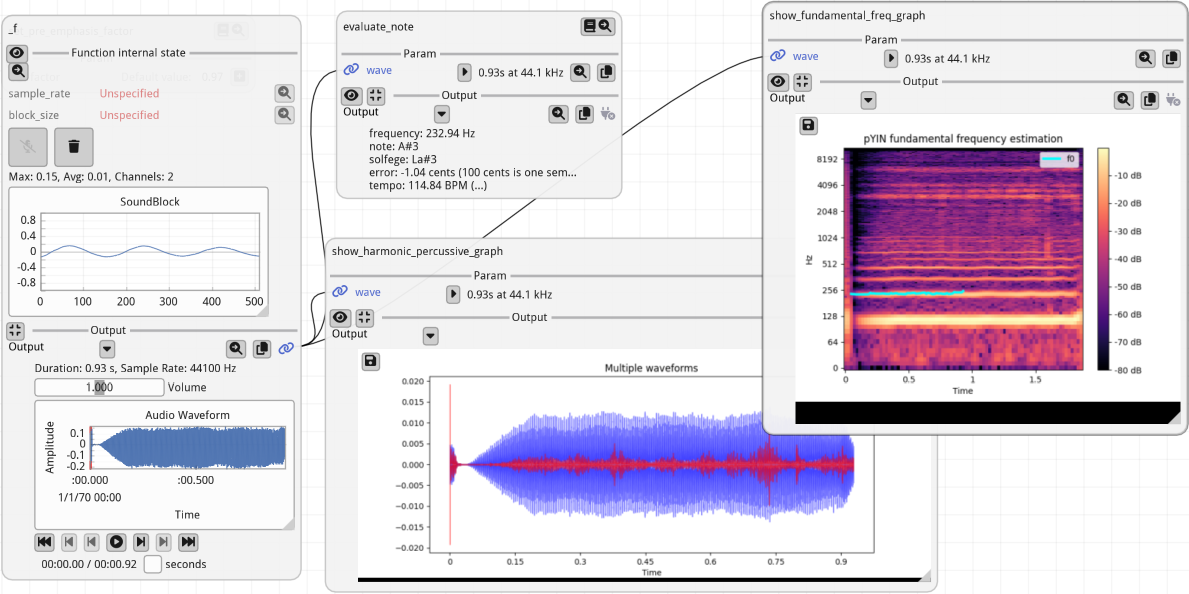 _f
Function internal state
sample_rate Unspecified
block_size Unspecified
Max: 0.15, Avg: 0.01, Channels: 2
SoundBlock
0.8
0.4
0
-0.4
-0.8
0 100 200 300 400 500
Output
Output
Duration: 0.93 s, Sample Rate: 44100 Hz
1.000 Volume
Audio Waveform
Amplitude
0.1
0
-0.1
-0.2
:00.000 :00.500
1/1/70 00:00
Time
00:00.00 / 00:00.92 seconds
evaluate_note
Param
wave 0.93s at 44.1 kHz
Output
Output
frequency: 232.94 Hz
note: A#3
solfege: La#3
error: -1.04 cents (100 cents is one sem...
tempo: 114.84 BPM (...)
show_harmonic_percussive_graph
Param
wave 0.93s at 44.1 kHz
Output
Output
Multiple waveforms
0.020
0.015
0.010
0.005
0.000
−0.005
−0.010
−0.015
−0.020
0 0.15 0.3 0.45 0.6 0.75 0.9
Time
show_fundamental_freq_graph
Param
wave 0.93s at 44.1 kHz
Output
Output
pYIN fundamental frequency estimation
f0
Hz
8192
4096
2048
1024
512
256
128
64
0
0 0.5 1 1.5
Time
-10 dB
-20 dB
-30 dB
-40 dB
-50 dB
-60 dB
-70 dB
-80 dB